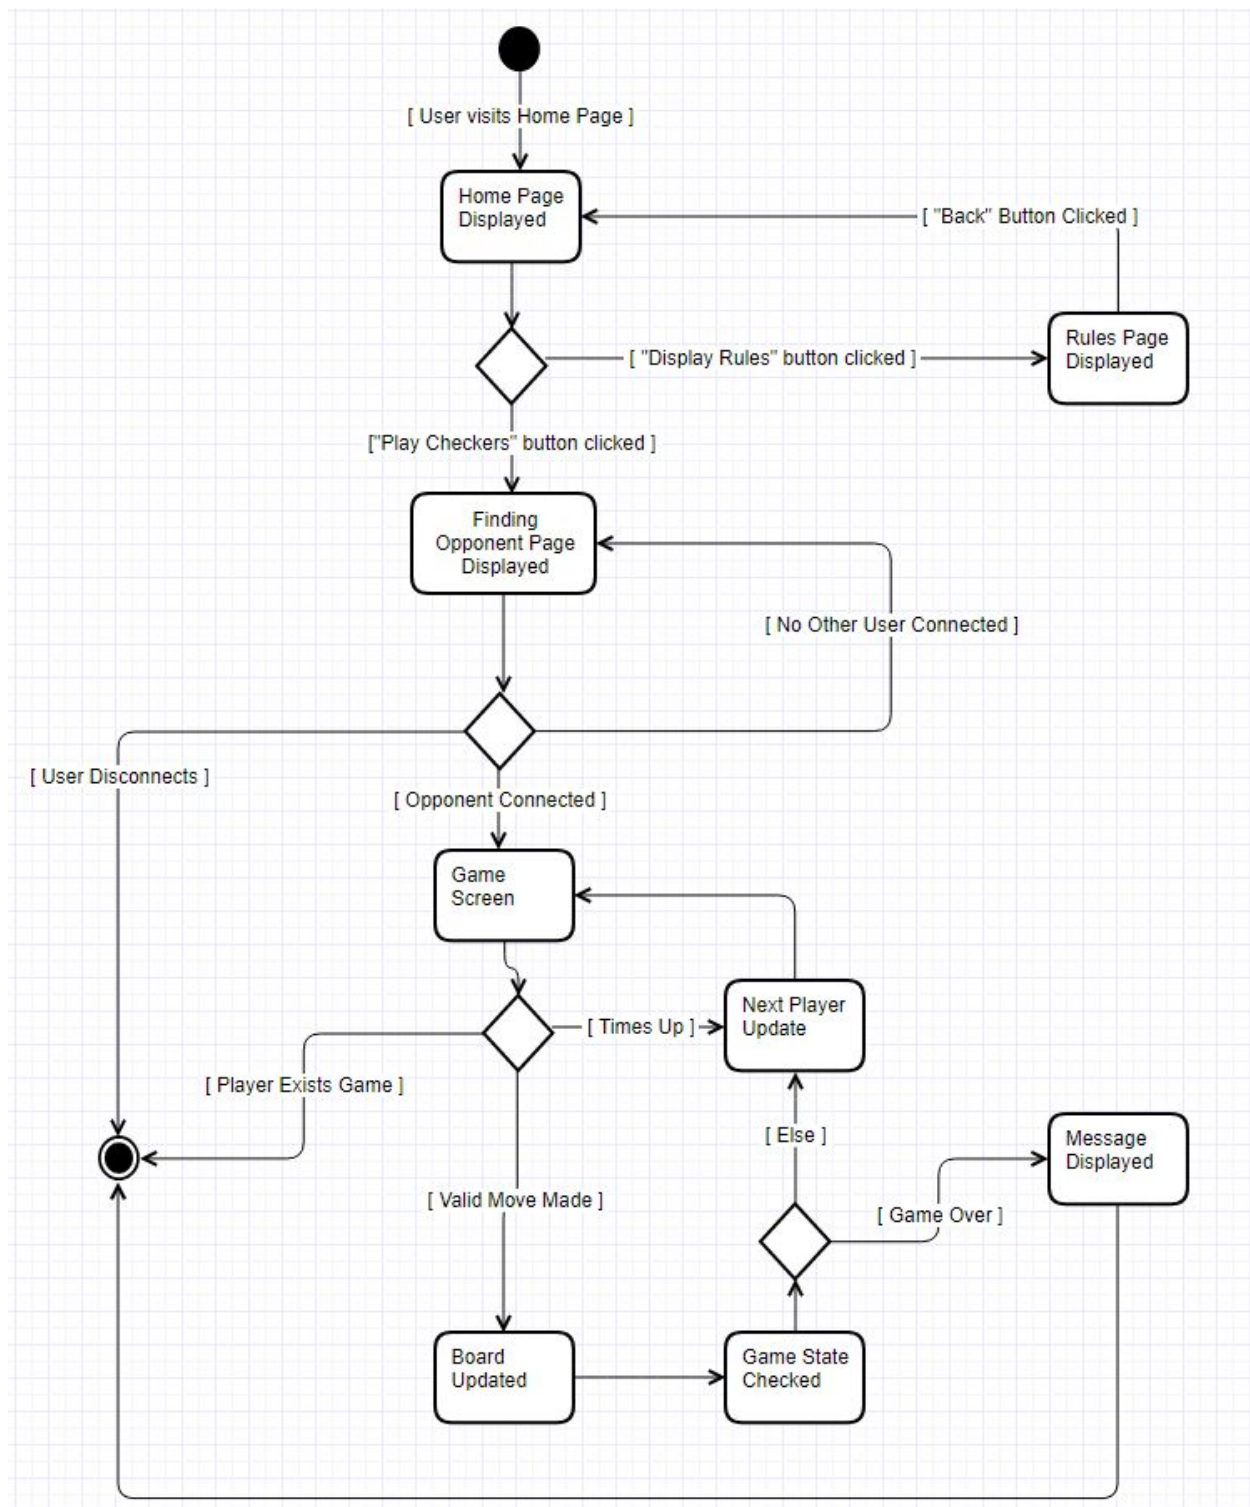 [ User visits Home Page ]
Home Page
Displayed
[ "Back" Button Clicked ]
Rules Page
Displayed
[ "Display Rules" button clicked ]
["Play Checkers" button clicked ]
Finding
Opponent Page
Displayed
[ No Other User Connected ]
[ User Disconnects ]
[ Opponent Connected ]
Game
Screen
Next Player
Update
[ Times Up ]
[ Player Exists Game ]
[ Else ]
Message
Displayed
[ Valid Move Made ]
[ Game Over ]
Board
Updated
Game State
Checked